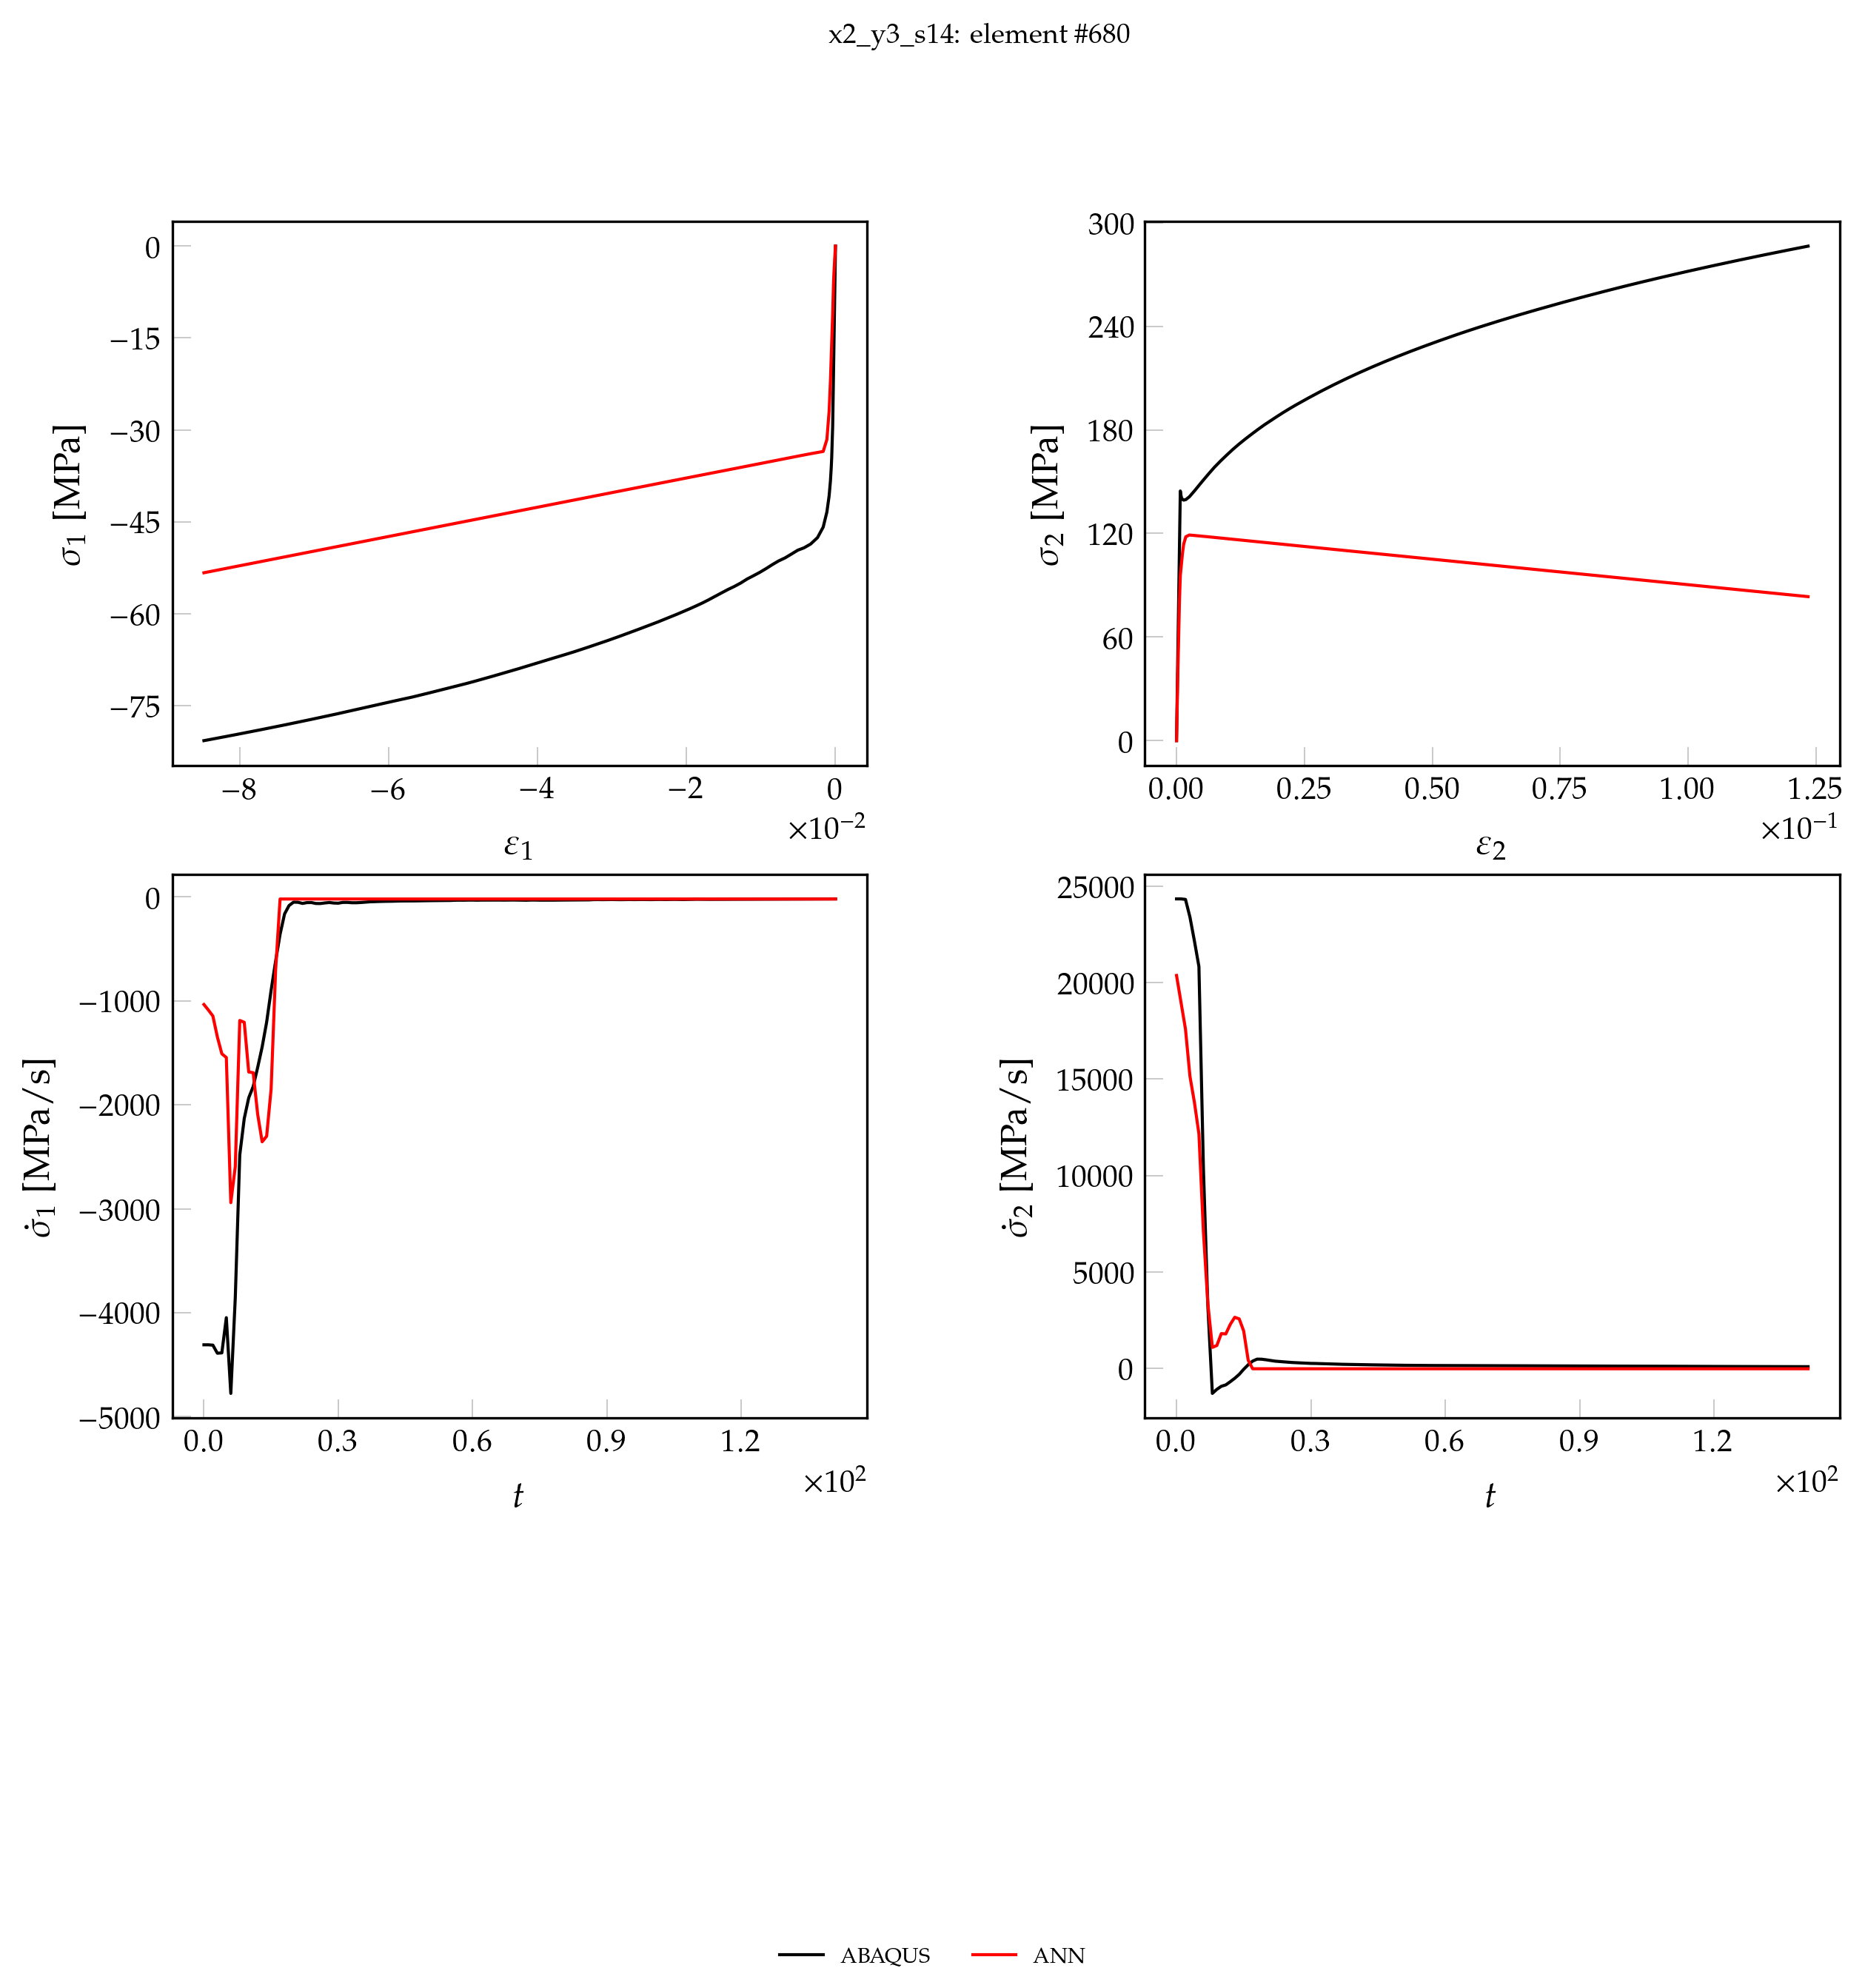 x2_y3_s14: element #680
σ1 [MPa]
0
−15
−30
−45
−60
−75
−8 −6 −4 −2 0
×10−2
ε1
σ2 [MPa]
300
240
180
120
60
0
0.00 0.25 0.50 0.75 1.00 1.25
×10−1
ε2
σ̇1 [MPa/s]
0
−1000
−2000
−3000
−4000
−5000
0.0 0.3 0.6 0.9 1.2
×102
t
σ̇2 [MPa/s]
25000
20000
15000
10000
5000
0
0.0 0.3 0.6 0.9 1.2
×102
t
ABAQUS ANN